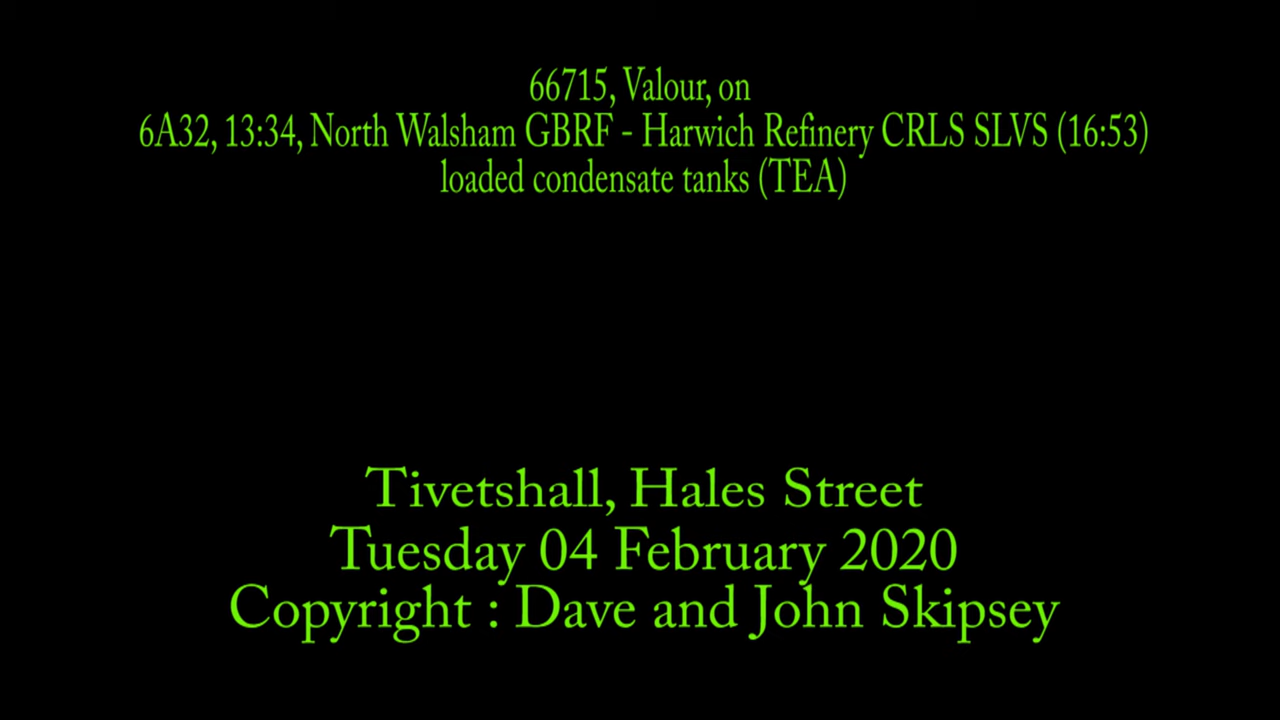 66715, Valour, on
6A32, 13:34, North Walsham GBRF - Harwich Refinery CRLS SLVS (16:53)
loaded condensate tanks (TEA)
Tivetshall, Hales Street
Tuesday 04 February 2020
Copyright : Dave and John Skipsey